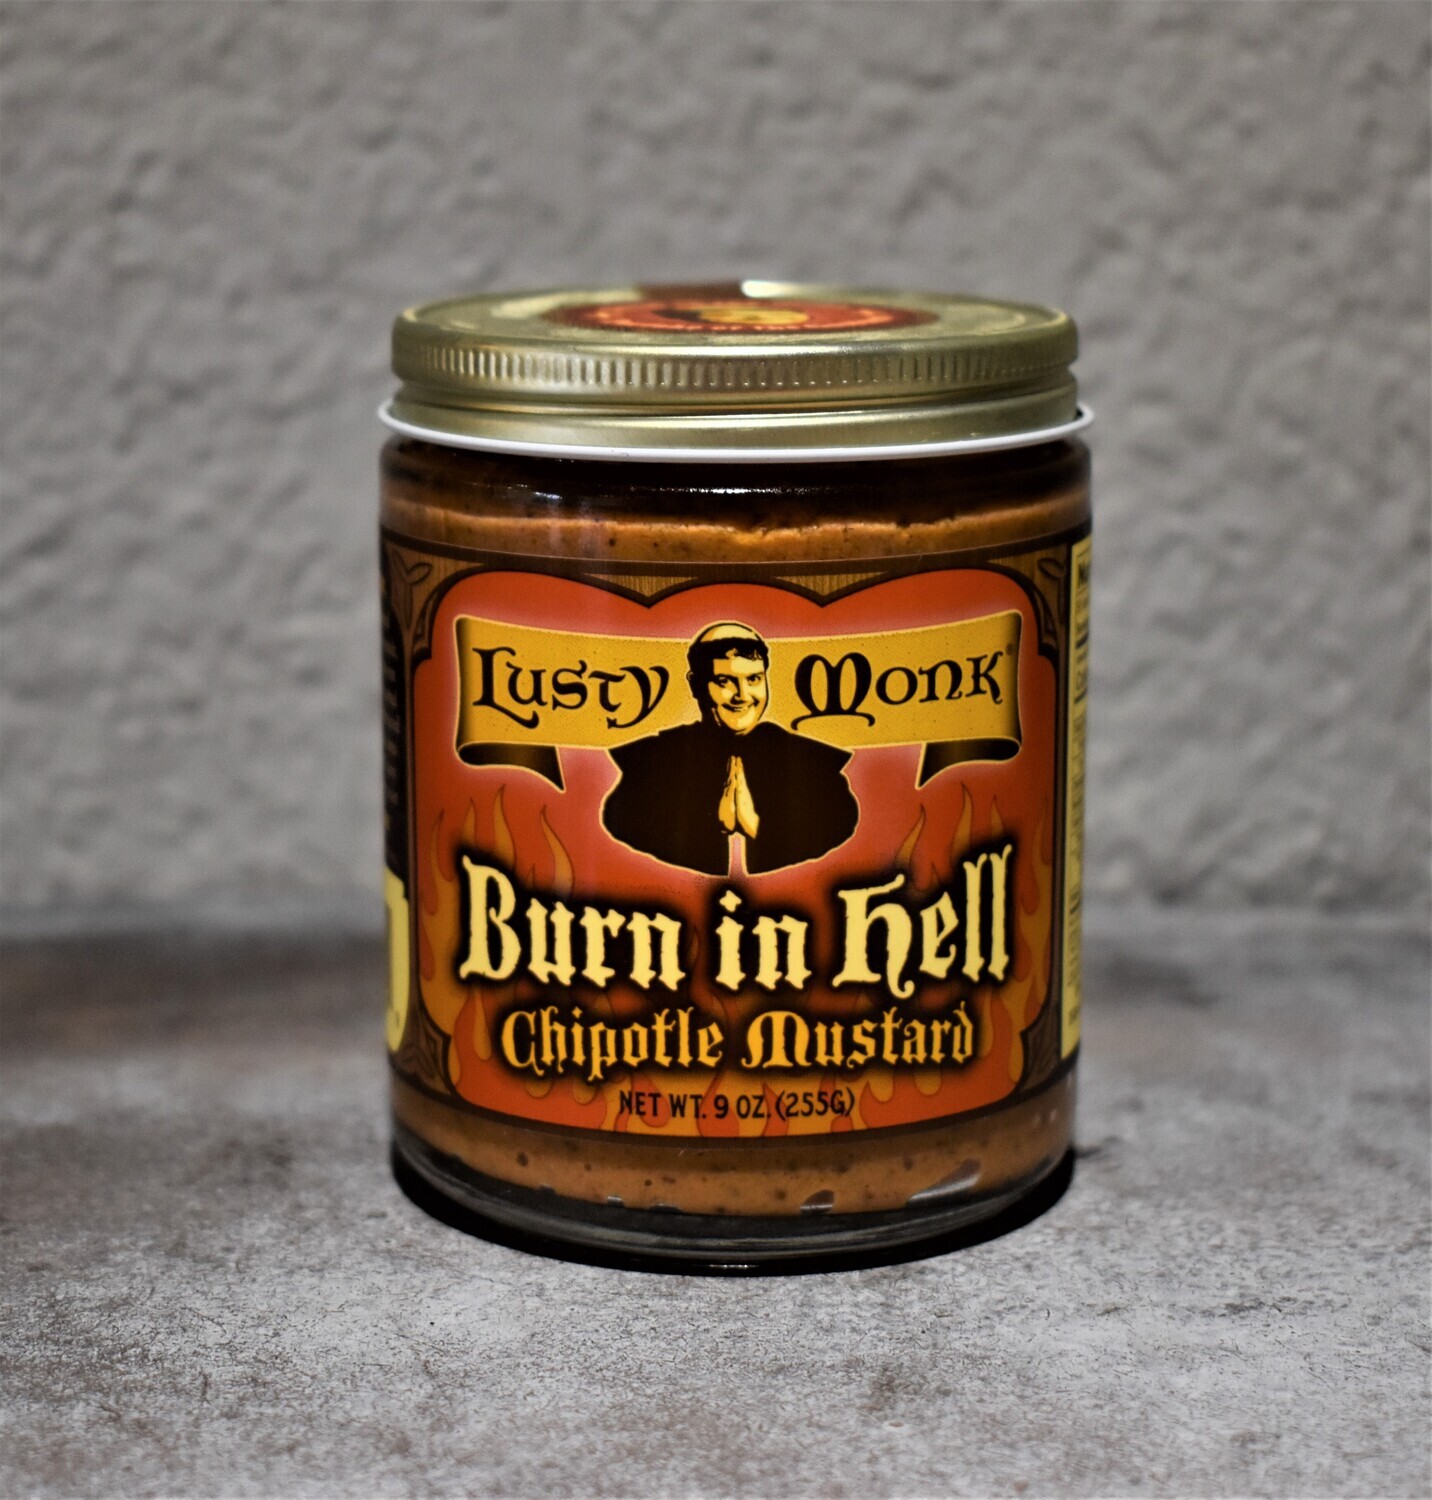 Lusty Monk®
Burn in Hell
Chipotle Mustard
NET WT. 9 OZ. (255G)